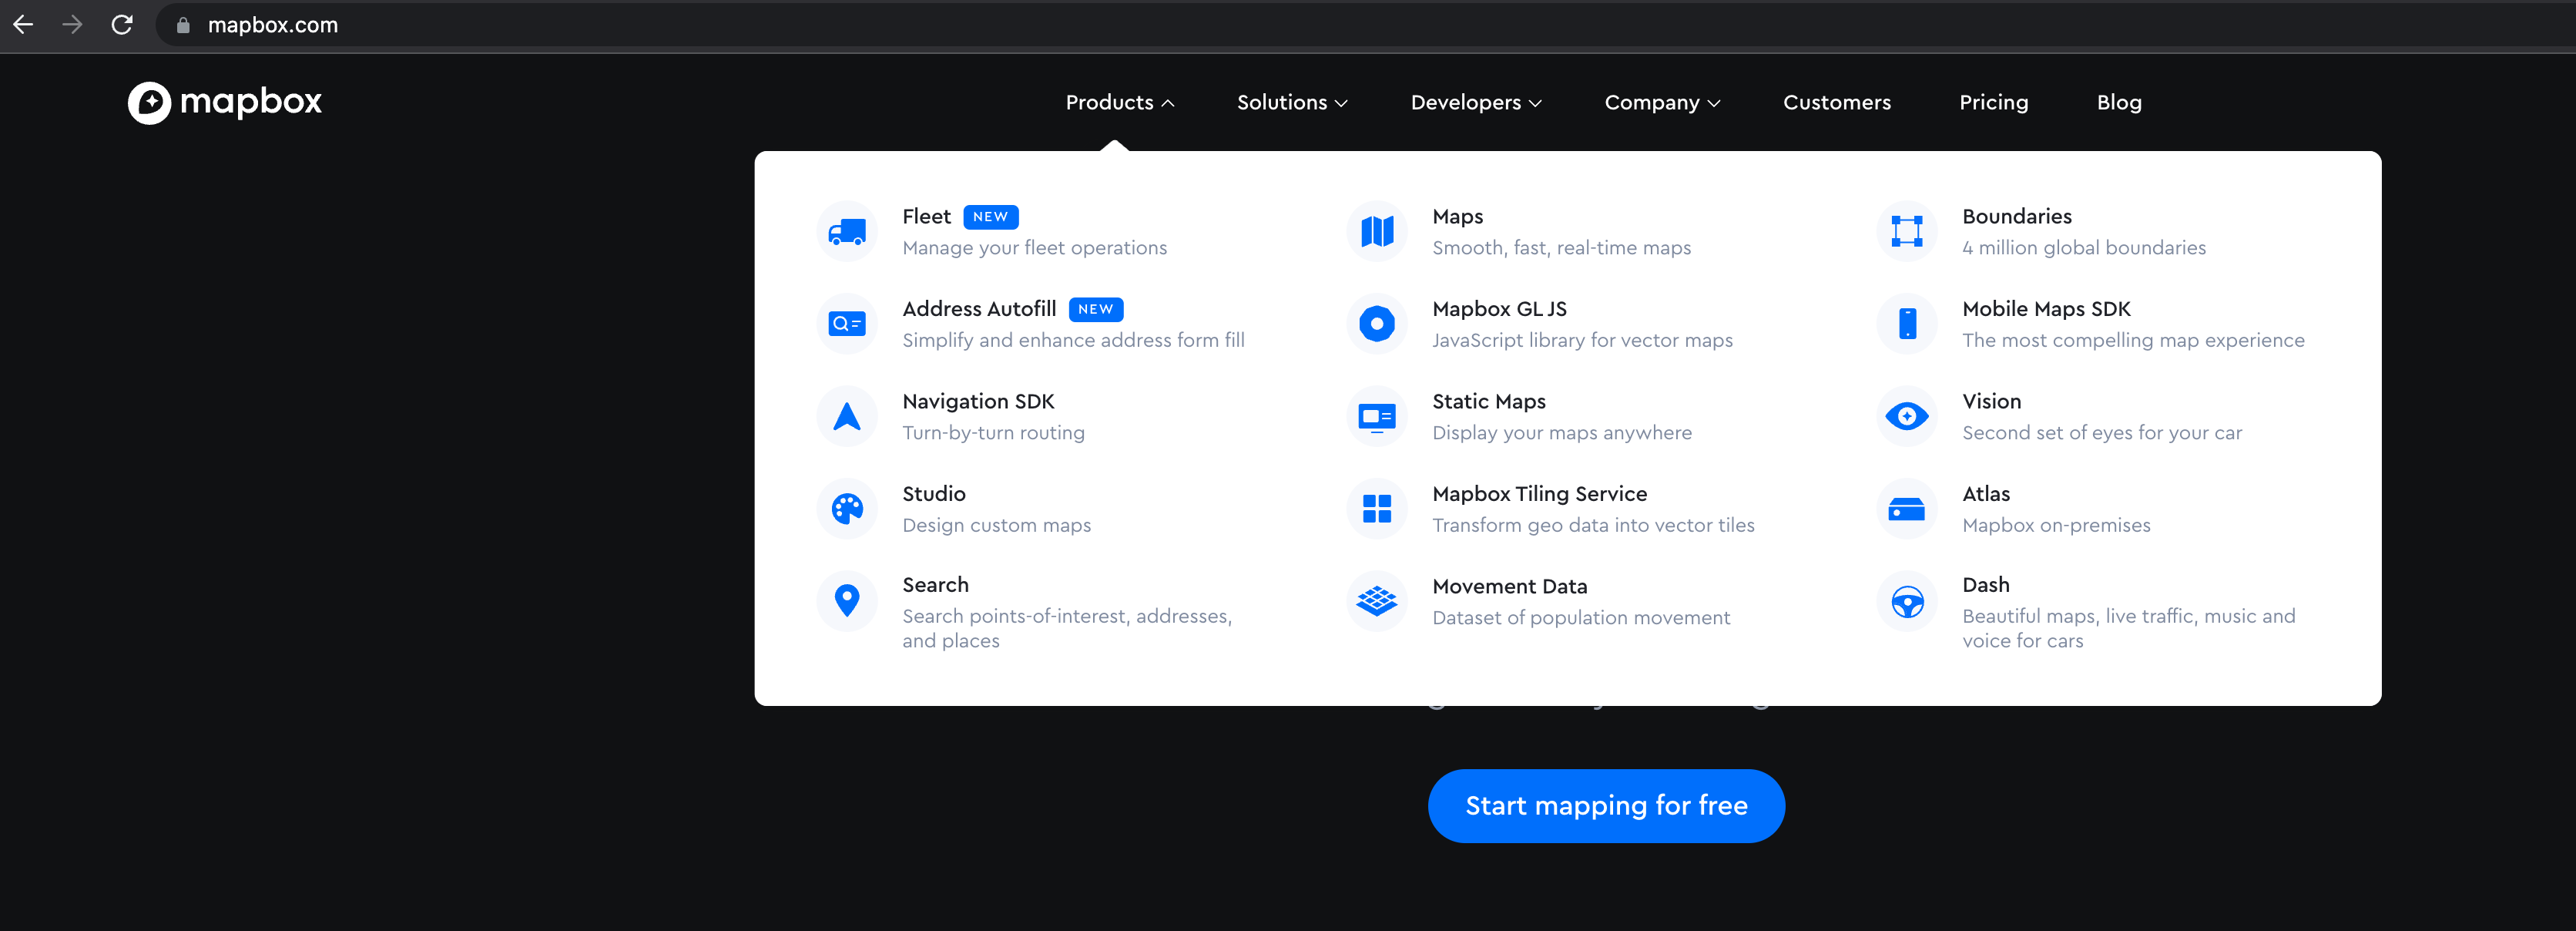 mapbox.com
mapbox
Products
Solutions
Developers
Company
Customers
Pricing
Blog
Fleet NEW
Manage your fleet operations
Address Autofill NEW
Simplify and enhance address form fill
Navigation SDK
Turn-by-turn routing
Studio
Design custom maps
Search
Search points-of-interest, addresses,
and places
Maps
Smooth, fast, real-time maps
Mapbox GL JS
JavaScript library for vector maps
Static Maps
Display your maps anywhere
Mapbox Tiling Service
Transform geo data into vector tiles
Movement Data
Dataset of population movement
Boundaries
4 million global boundaries
Mobile Maps SDK
The most compelling map experience
Vision
Second set of eyes for your car
Atlas
Mapbox on-premises
Dash
Beautiful maps, live traffic, music and
voice for cars
Start mapping for free